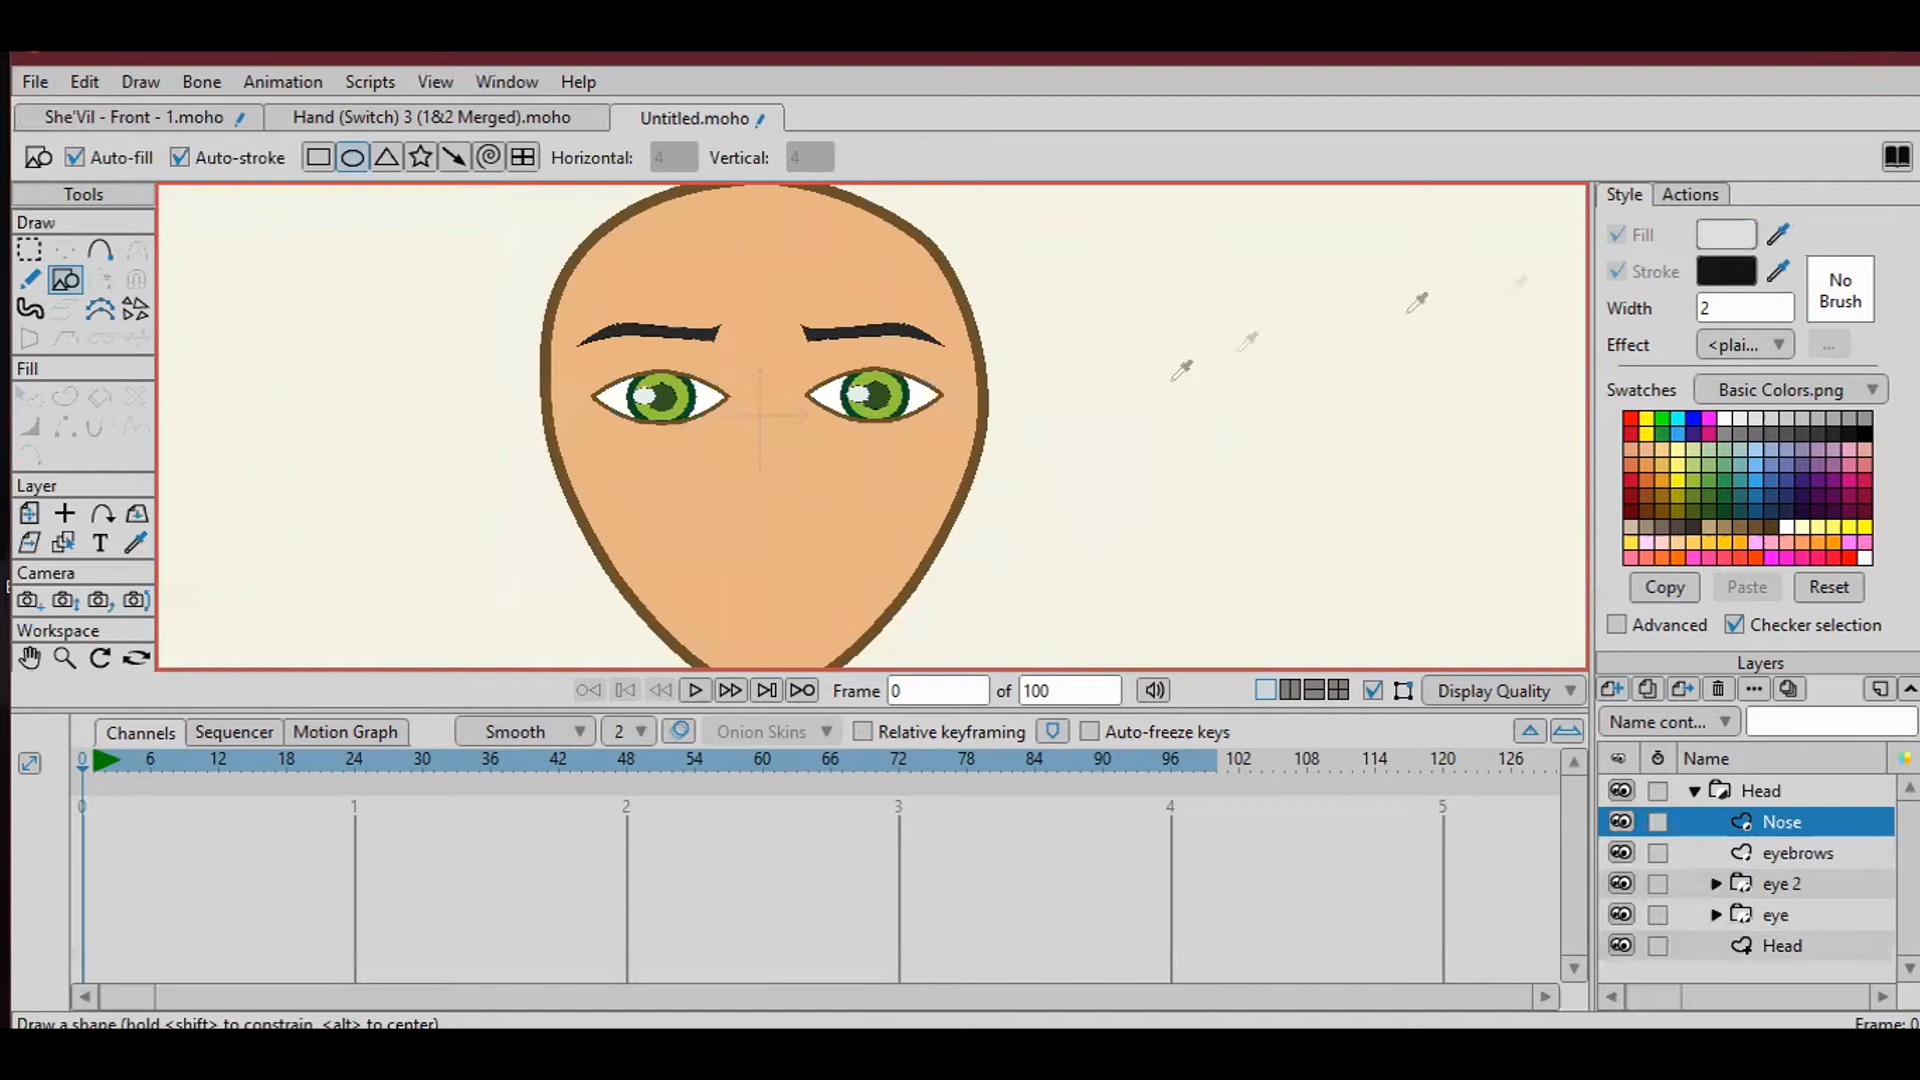 File Edit Draw Bone Animation Scripts View Window Help
She'Vil - Front - 1.moho Hand (Switch) 3 (1&2 Merged).moho Untitled.moho
Auto-fill Auto-stroke Horizontal: 4 Vertical: 4
Tools
Draw
Fill
Layer
T
Camera
Workspace
Style Actions
Fill
Stroke
No
Brush
Width 2
Effect <plai... ...
Swatches Basic Colors.png
Copy Paste Reset
Advanced Checker selection
Layers
Name cont...
Name
Head
Nose
eyebrows
eye 2
eye
Head
Frame 0 of 100 Display Quality
Channels Sequencer Motion Graph Smooth 2 Onion Skins Relative keyframing Auto-freeze keys
0 6 12 18 24 30 36 42 48 54 60 66 72 78 84 90 96 102 108 114 120 126
0 1 2 3 4 5
Draw a shape (hold <shift> to constrain, <alt> to center)
Frame: 0